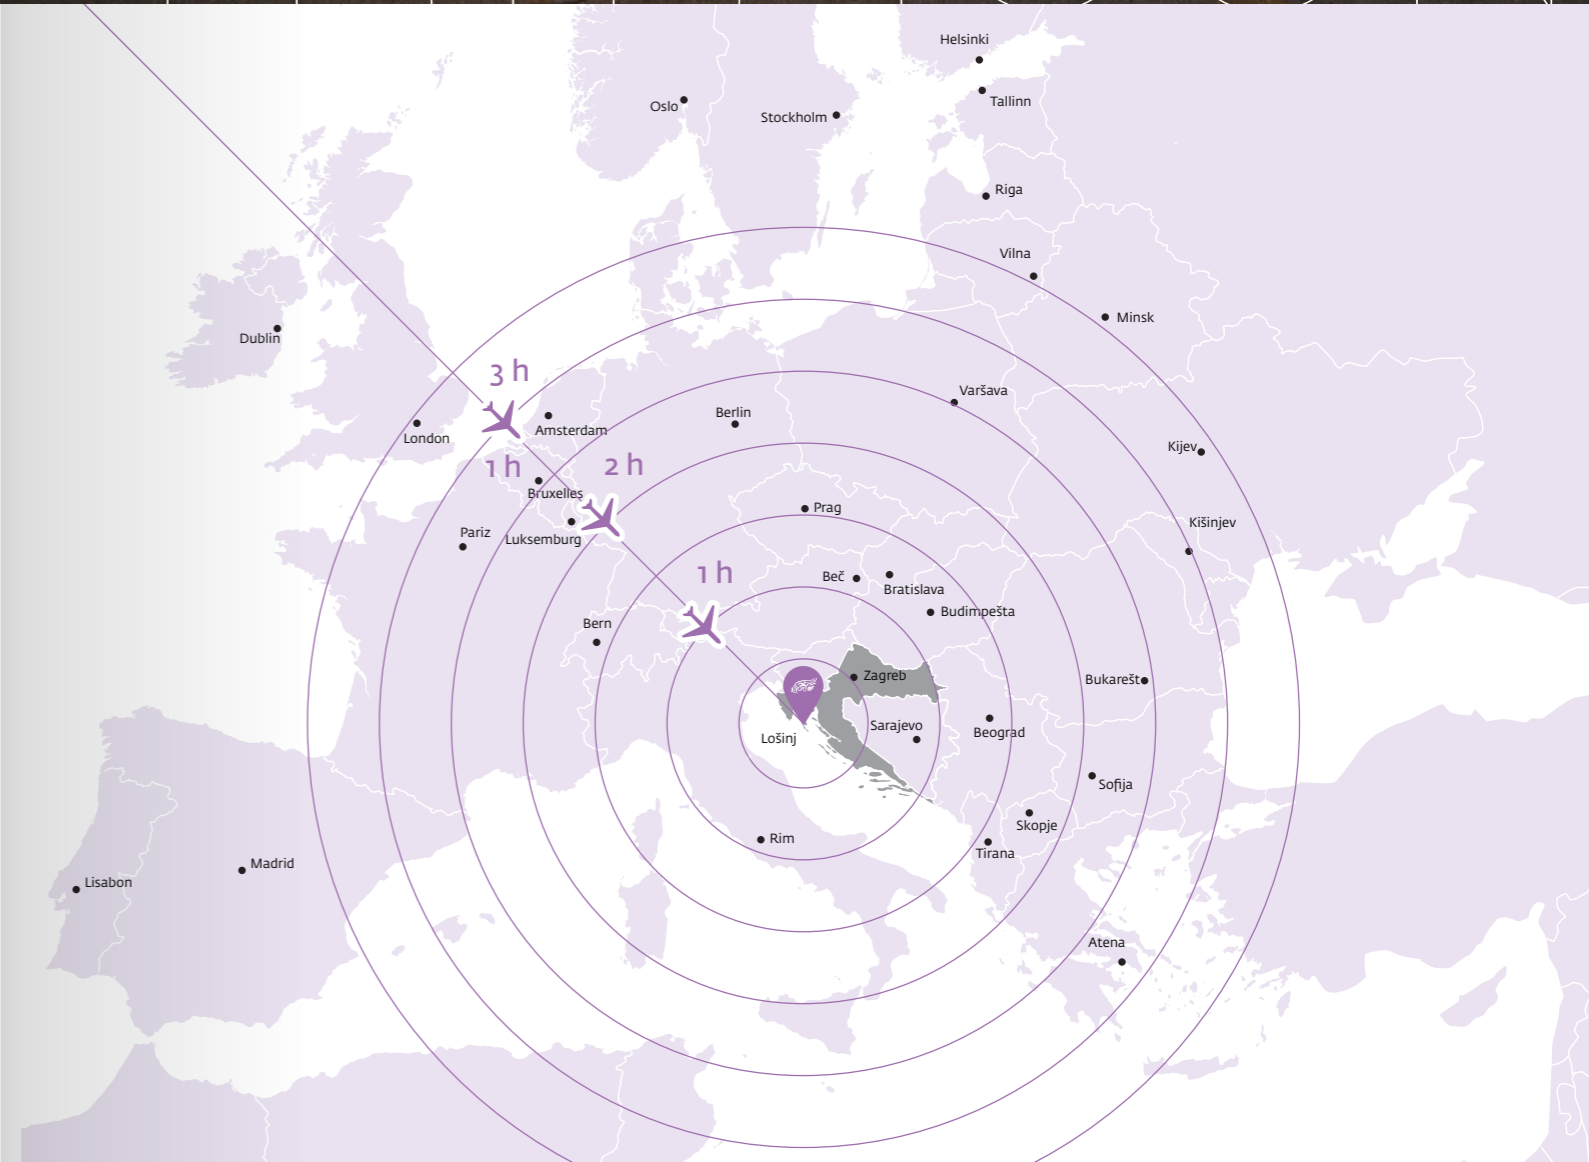 Helsinki
Oslo
Tallinn
Stockholm
Riga
Vilna
Minsk
Dublin
3 h
Varšava
Berlin
London
Amsterdam
Kijev
1 h
2 h
Bruxelles
Prag
Kišinjev
Pariz
Luksemburg
1 h
Beč
Bratislava
Budimpešta
Bern
Zagreb
Bukarešt
Sarajevo
Beograd
Lošinj
Sofija
Skopje
Rim
Tirana
Madrid
Lisabon
Atena